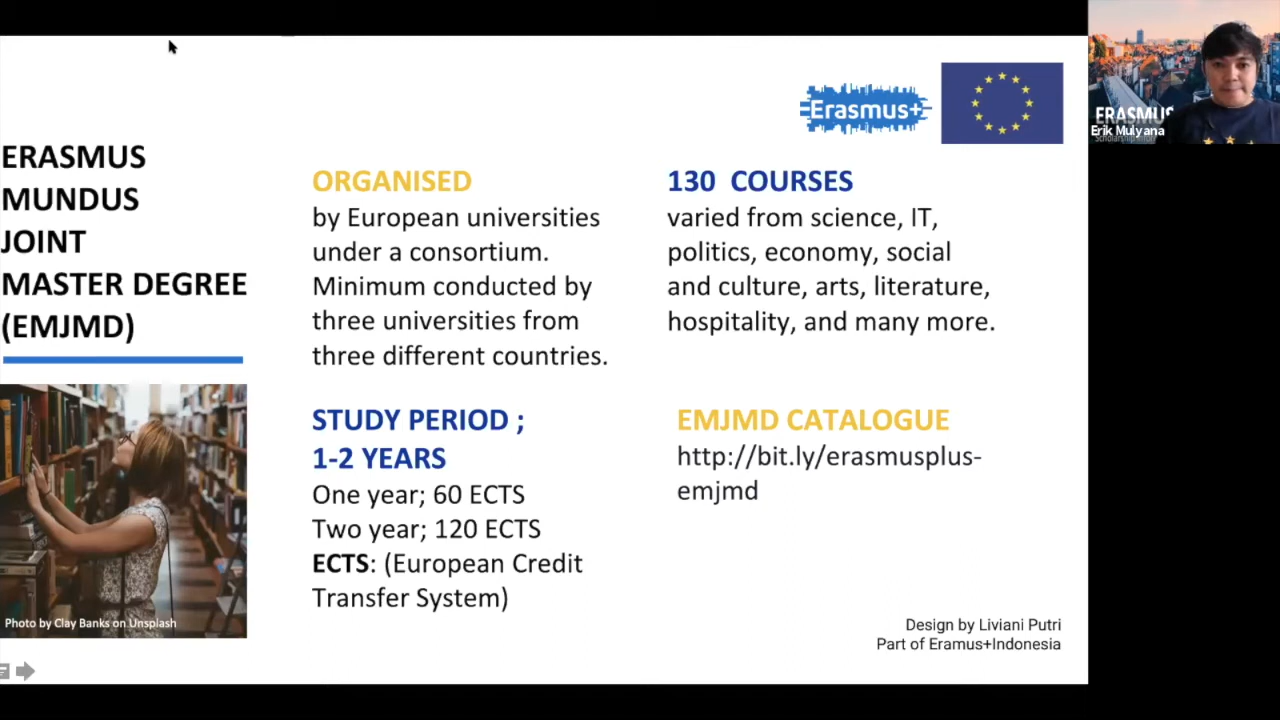 ERASMUS
MUNDUS
JOINT
MASTER DEGREE
(EMJMD)
Photo by Clay Banks on Unsplash
ORGANISED
by European universities
under a consortium.
Minimum conducted by
three universities from
three different countries.
STUDY PERIOD ;
1-2 YEARS
One year; 60 ECTS
Two year; 120 ECTS
ECTS: (European Credit
Transfer System)
Erasmus+
130 COURSES
varied from science, IT,
politics, economy, social
and culture, arts, literature,
hospitality, and many more.
EMJMD CATALOGUE
http://bit.ly/erasmusplus-
emjmd
Design by Liviani Putri
Part of Eramus+Indonesia
ERASMUS
Erik Mulyana